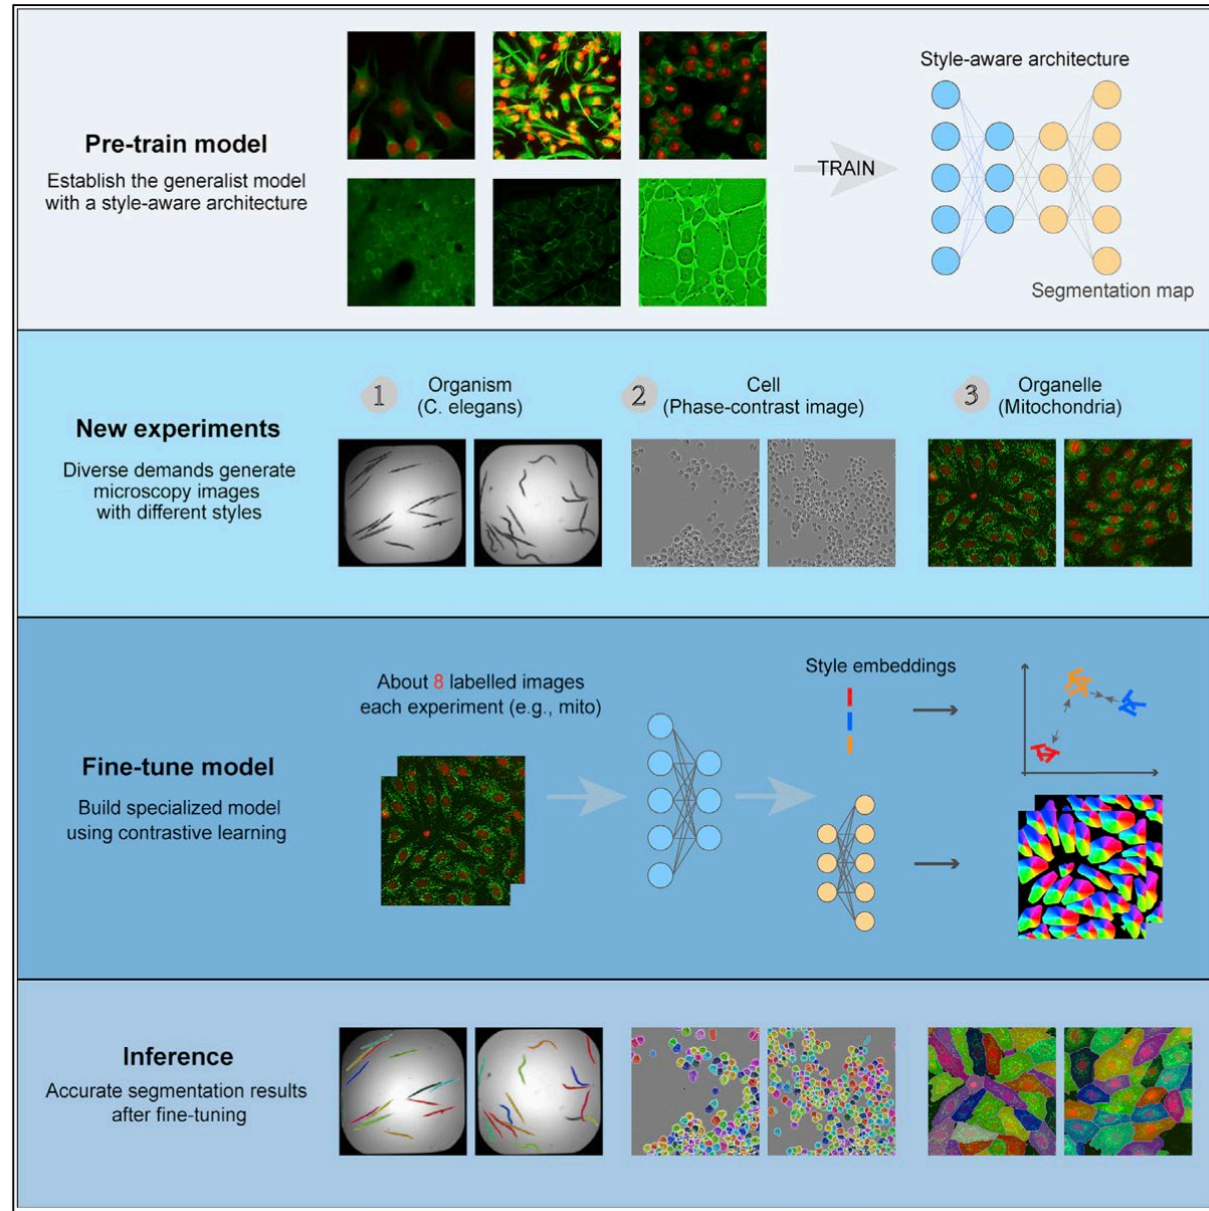 Pre-train model
Establish the generalist model
with a style-aware architecture
TRAIN
Style-aware architecture
Segmentation map
New experiments
Diverse demands generate
microscopy images
with different styles
1
Organism
(C. elegans)
2
Cell
(Phase-contrast image)
3
Organelle
(Mitochondria)
Fine-tune model
Build specialized model
using contrastive learning
About 8 labelled images
each experiment (e.g., mito)
Style embeddings
Inference
Accurate segmentation results
after fine-tuning